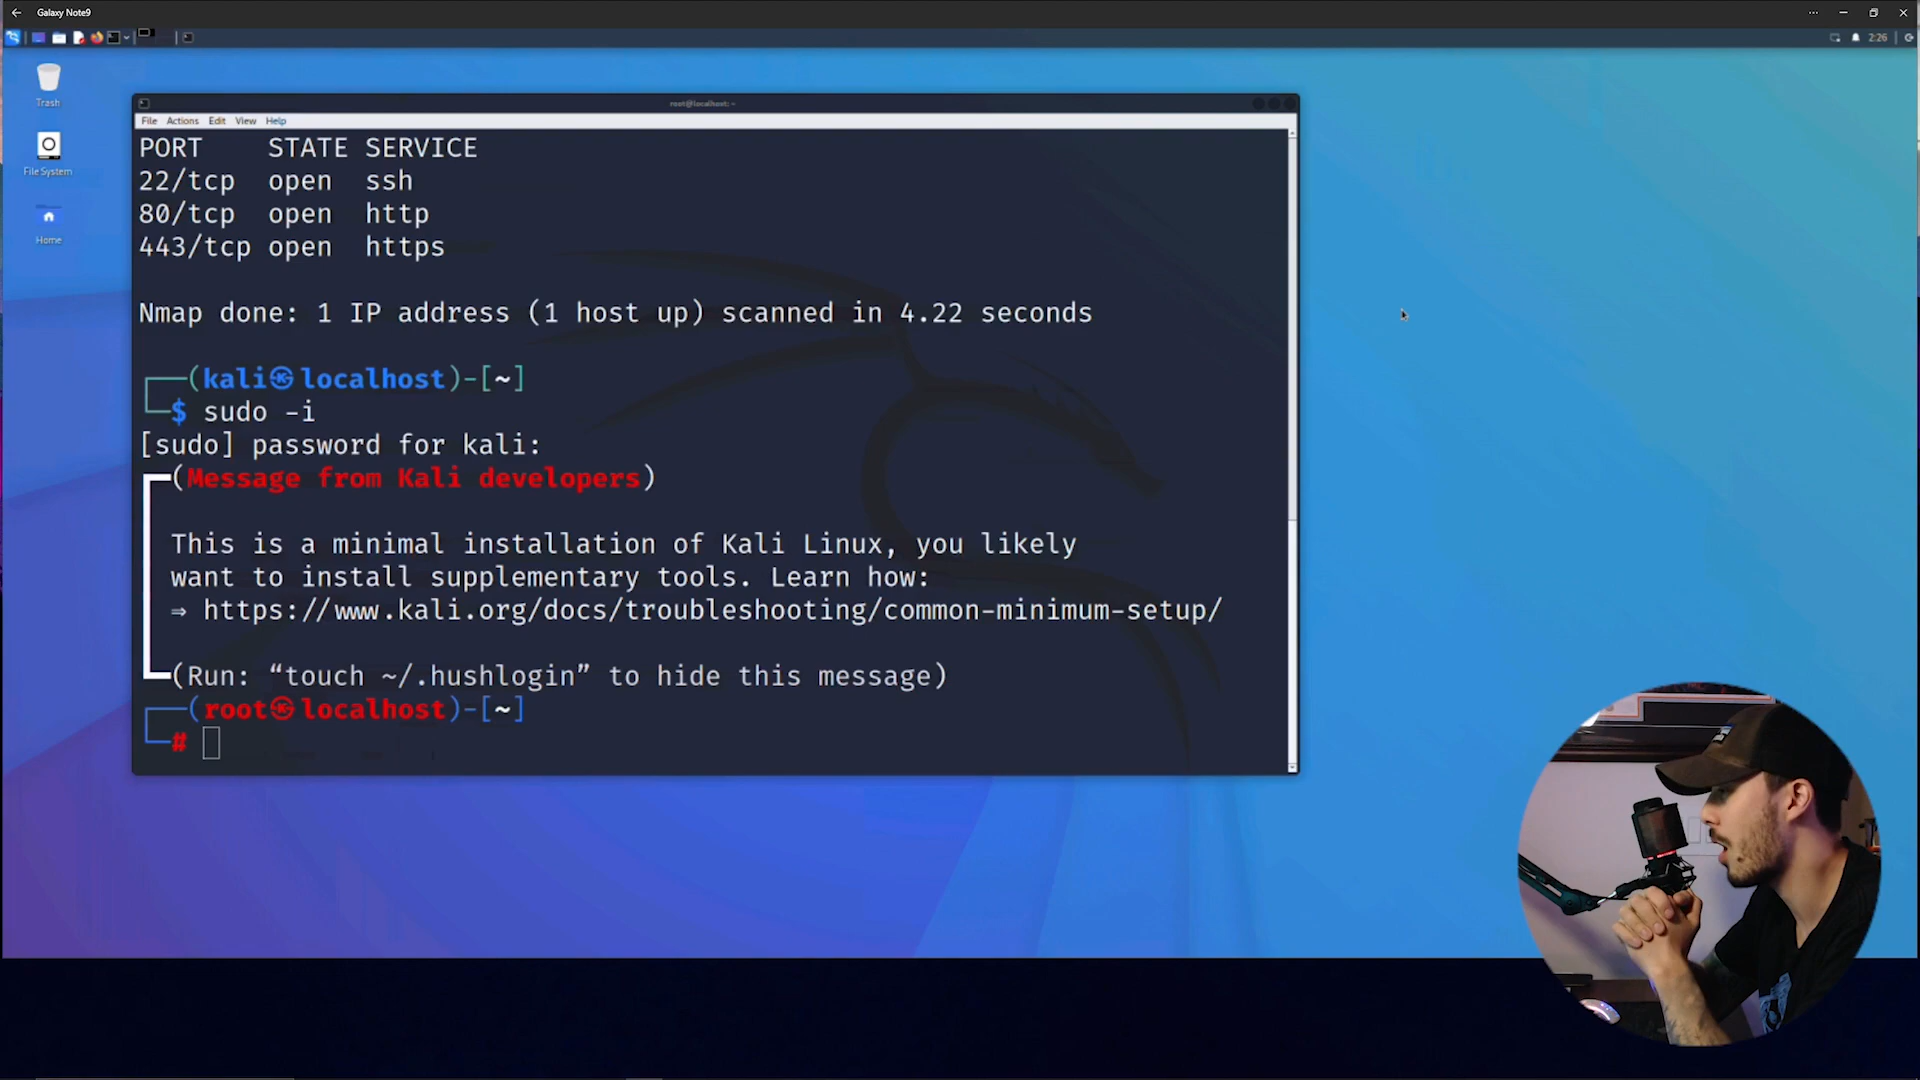 Galaxy Note9
2:26
Trash
File System
Home
root@localhost: ~
File Actions Edit View Help
PORT STATE SERVICE
22/tcp open ssh
80/tcp open http
443/tcp open https
Nmap done: 1 IP address (1 host up) scanned in 4.22 seconds
(kali㉿localhost)-[~]
$ sudo -i
[sudo] password for kali:
(Message from Kali developers)
This is a minimal installation of Kali Linux, you likely
want to install supplementary tools. Learn how:
⇒ https://www.kali.org/docs/troubleshooting/common-minimum-setup/
(Run: “touch ~/.hushlogin” to hide this message)
(root㉿localhost)-[~]
#